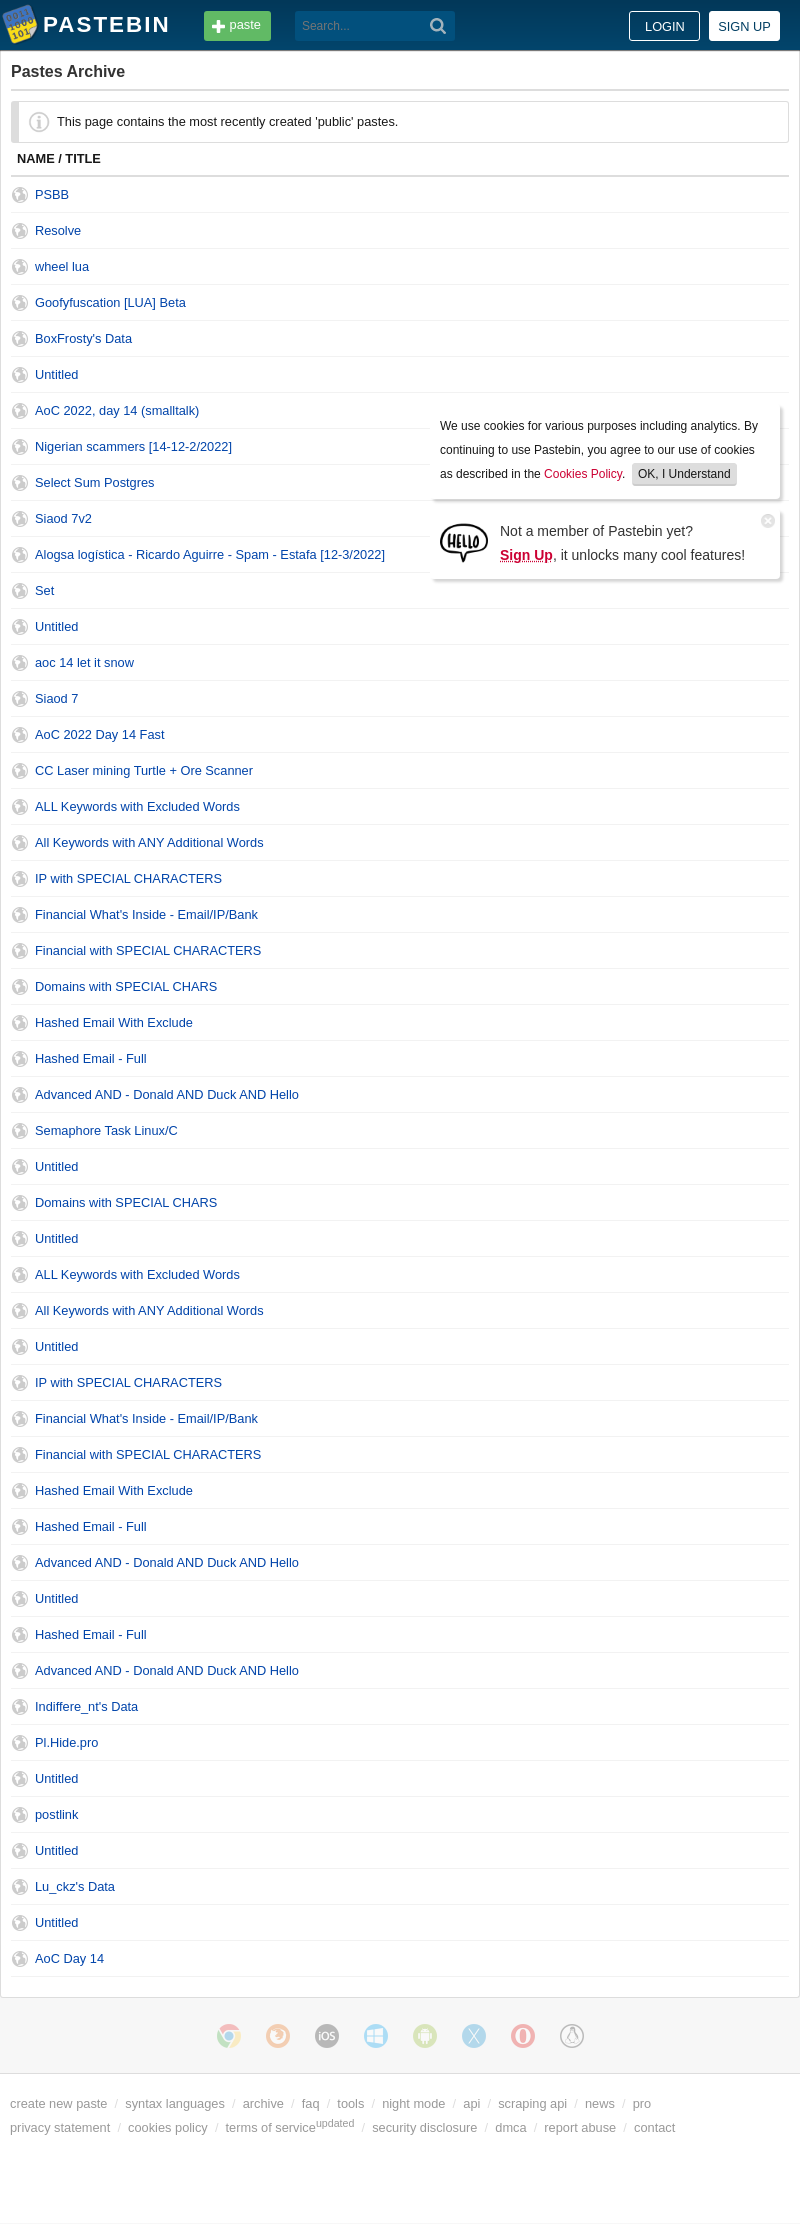 PASTEBIN
paste
Search...
LOGIN
SIGN UP
Pastes Archive
This page contains the most recently created 'public' pastes.
NAME / TITLE
PSBB
Resolve
wheel lua
Goofyfuscation [LUA] Beta
BoxFrosty's Data
Untitled
AoC 2022, day 14 (smalltalk)
Nigerian scammers [14-12-2/2022]
Select Sum Postgres
Siaod 7v2
Alogsa logística - Ricardo Aguirre - Spam - Estafa [12-3/2022]
We use cookies for various purposes including analytics. By
continuing to use Pastebin, you agree to our use of cookies
as described in the Cookies Policy. OK, I Understand
HELLO
Not a member of Pastebin yet?
Sign Up, it unlocks many cool features!
Set
Untitled
aoc 14 let it snow
Siaod 7
AoC 2022 Day 14 Fast
CC Laser mining Turtle + Ore Scanner
ALL Keywords with Excluded Words
All Keywords with ANY Additional Words
IP with SPECIAL CHARACTERS
Financial What's Inside - Email/IP/Bank
Financial with SPECIAL CHARACTERS
Domains with SPECIAL CHARS
Hashed Email With Exclude
Hashed Email - Full
Advanced AND - Donald AND Duck AND Hello
Semaphore Task Linux/C
Untitled
Domains with SPECIAL CHARS
Untitled
ALL Keywords with Excluded Words
All Keywords with ANY Additional Words
Untitled
IP with SPECIAL CHARACTERS
Financial What's Inside - Email/IP/Bank
Financial with SPECIAL CHARACTERS
Hashed Email With Exclude
Hashed Email - Full
Advanced AND - Donald AND Duck AND Hello
Untitled
Hashed Email - Full
Advanced AND - Donald AND Duck AND Hello
Indiffere_nt's Data
Pl.Hide.pro
Untitled
postlink
Untitled
Lu_ckz's Data
Untitled
AoC Day 14
iOS
create new paste / syntax languages / archive / faq / tools / night mode / api / scraping api / news / pro
privacy statement / cookies policy / terms of service updated / security disclosure / dmca / report abuse / contact